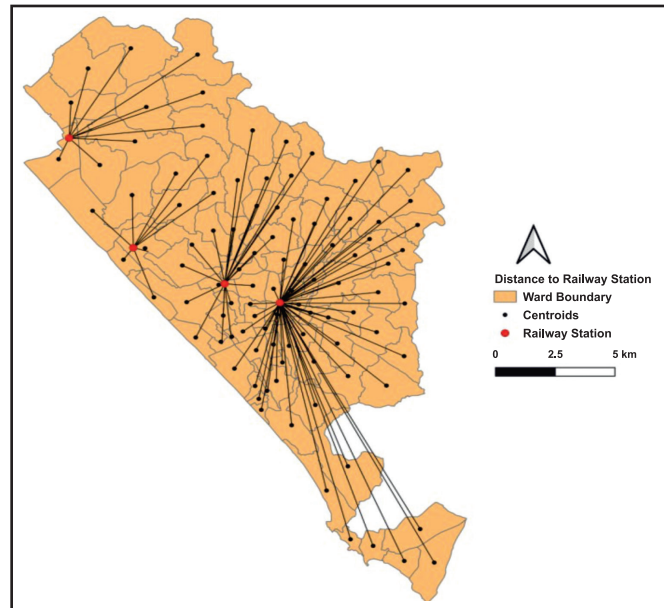 Distance to Railway Station
Ward Boundary
Centroids
Railway Station
0 2.5 5 km